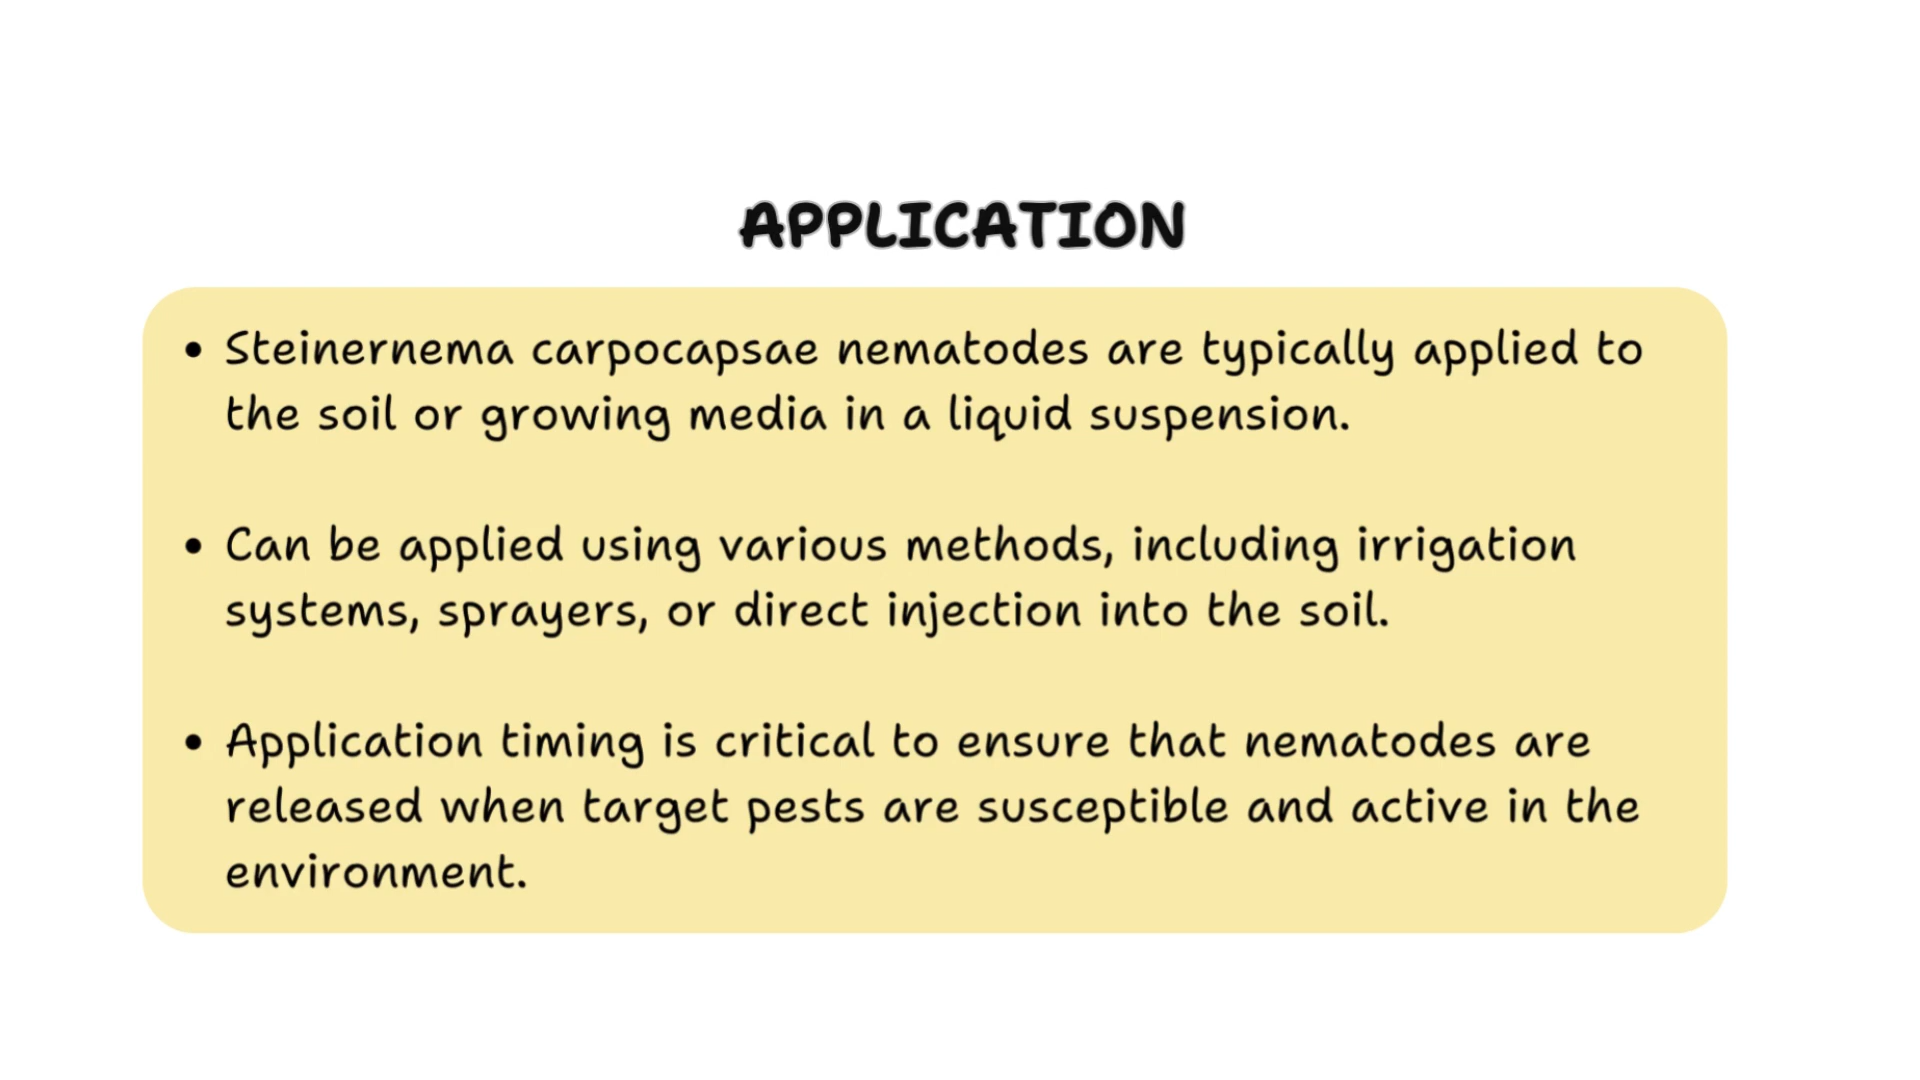 APPLICATION
• Steinernema carpocapsae nematodes are typically applied to
the soil or growing media in a liquid suspension.
• Can be applied using various methods, including irrigation
systems, sprayers, or direct injection into the soil.
• Application timing is critical to ensure that nematodes are
released when target pests are susceptible and active in the
environment.